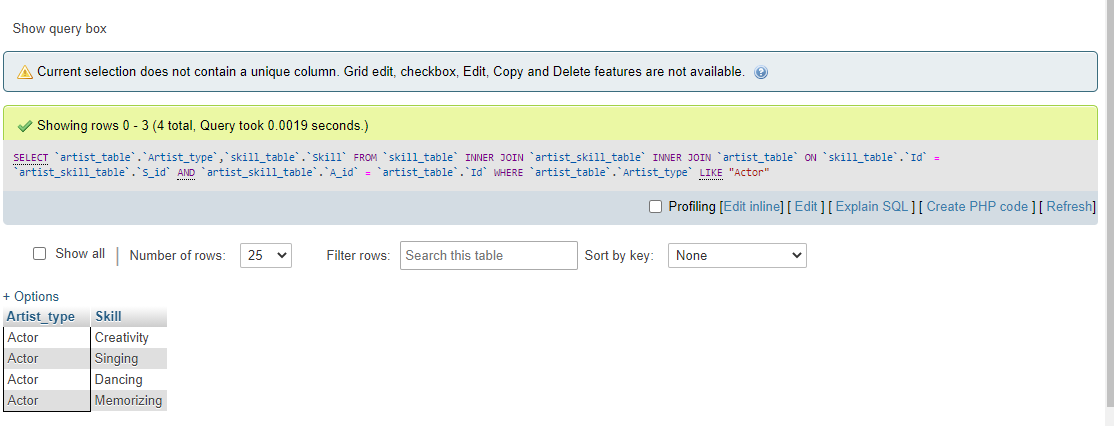 Show query box
Current selection does not contain a unique column. Grid edit, checkbox, Edit, Copy and Delete features are not available.
Showing rows 0 - 3 (4 total, Query took 0.0019 seconds.)
SELECT `artist_table`.`Artist_type`,`skill_table`.`Skill` FROM `skill_table` INNER JOIN `artist_skill_table` INNER JOIN `artist_table` ON `skill_table`.`Id` =
`artist_skill_table`.`S_id` AND `artist_skill_table`.`A_id` = `artist_table`.`Id` WHERE `artist_table`.`Artist_type` LIKE "Actor"
Profiling [Edit inline] [ Edit ] [ Explain SQL ] [ Create PHP code ] [ Refresh]
Show all | Number of rows: 25 Filter rows: Search this table Sort by key: None
+ Options
Artist_type Skill
Actor Creativity
Actor Singing
Actor Dancing
Actor Memorizing